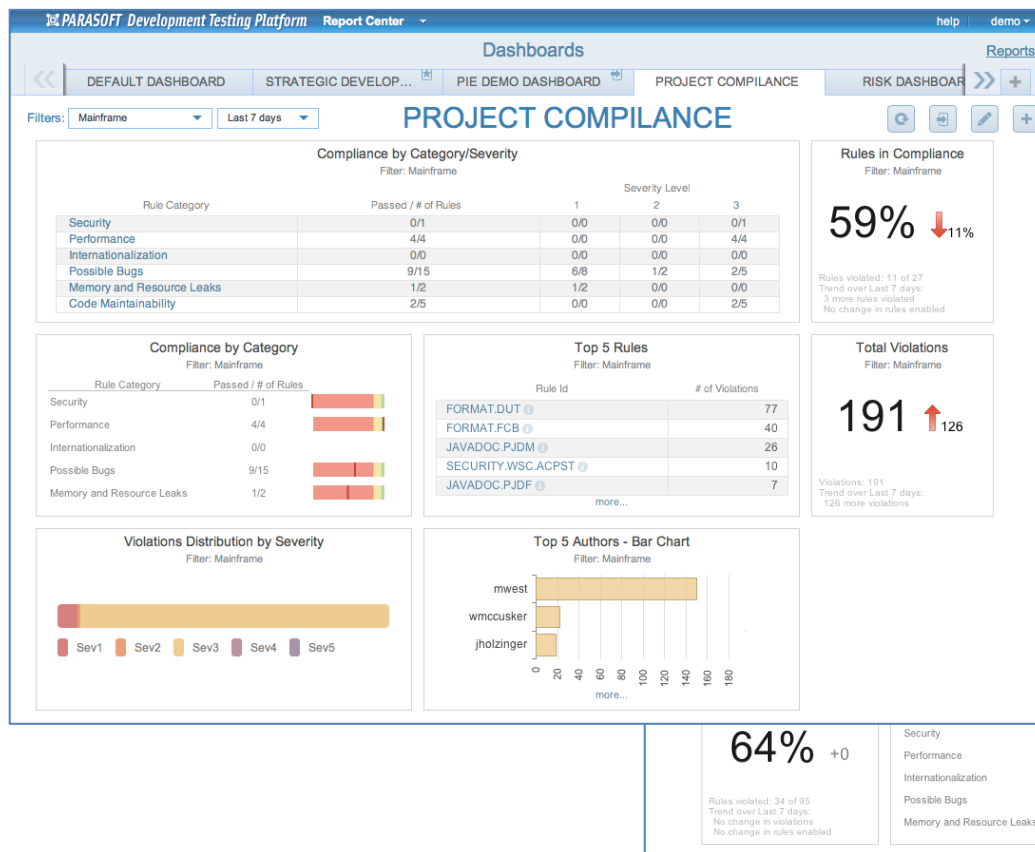 PARASOFT Development Testing Platform Report Center help demo
Dashboards Reports
DEFAULT DASHBOARD STRATEGIC DEVELOP... PIE DEMO DASHBOARD PROJECT COMPILANCE RISK DASHBOAR
Filters: Mainframe Last 7 days PROJECT COMPILANCE
Compliance by Category/Severity
Filter: Mainframe
Severity Level
Rule Category Passed / # of Rules 1 2 3
Security 0/1 0/0 0/0 0/1
Performance 4/4 0/0 0/0 4/4
Internationalization 0/0 0/0 0/0 0/0
Possible Bugs 9/15 6/8 1/2 2/5
Memory and Resource Leaks 1/2 1/2 0/0 0/0
Code Maintainability 2/5 0/0 0/0 2/5
Rules in Compliance
Filter: Mainframe
59% 11%
Rules violated: 11 of 27
Trend over Last 7 days:
3 more rules violated
No change in rules enabled
Compliance by Category
Filter: Mainframe
Rule Category Passed / # of Rules
Security 0/1
Performance 4/4
Internationalization 0/0
Possible Bugs 9/15
Memory and Resource Leaks 1/2
Top 5 Rules
Filter: Mainframe
Rule Id # of Violations
FORMAT.DUT 77
FORMAT.FCB 40
JAVADOC.PJDM 26
SECURITY.WSC.ACPST 10
JAVADOC.PJDF 7
more...
Total Violations
Filter: Mainframe
191 126
Violations: 191
Trend over Last 7 days:
126 more violations
Violations Distribution by Severity
Filter: Mainframe
Sev1 Sev2 Sev3 Sev4 Sev5
Top 5 Authors - Bar Chart
Filter: Mainframe
mwest
wmccusker
jholzinger
0 20 40 60 80 100 120 140 160 180
more...
64% +0
Rules violated: 34 of 95
Trend over Last 7 days:
No change in violations
No change in rules enabled
Security
Performance
Internationalization
Possible Bugs
Memory and Resource Leaks